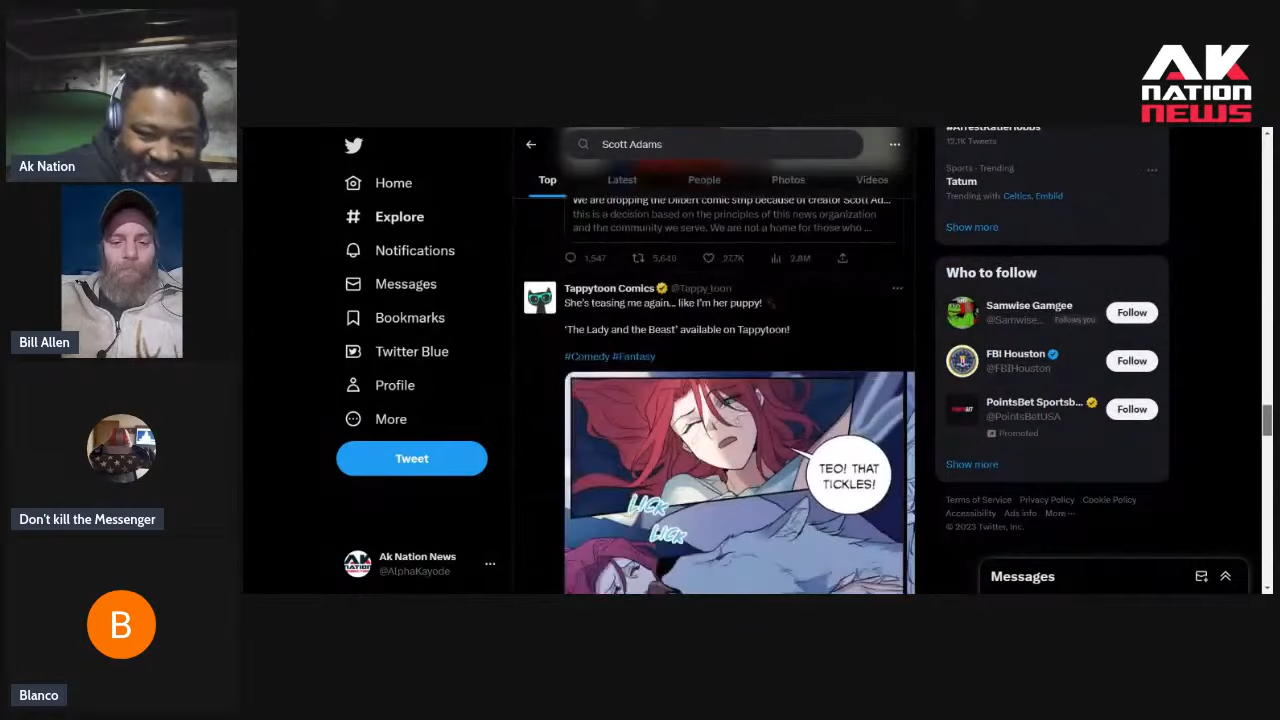 AK
NATION
NEWS
Ak Nation
Bill Allen
Don't kill the Messenger
B
Blanco
Home
Explore
Notifications
Messages
Bookmarks
Twitter Blue
Profile
More
Tweet
Ak Nation News
@AlphaKayode
Scott Adams
Top
Latest
People
Photos
Videos
We are dropping the Dilbert comic strip because of creator Scott Ad...
this is a decision based on the principles of this news organization
and the community we serve. We are not a home for those who ...
1,547
5,640
27.7K
2.8M
Tappytoon Comics @Tappy_toon
She's teasing me again... like I'm her puppy!
'The Lady and the Beast' available on Tappytoon!
#Comedy #Fantasy
TEO! THAT
TICKLES!
LICK
LICK
#ArrestKatieHobbs
12.1K Tweets
Sports · Trending
Tatum
Trending with Celtics, Embiid
Show more
Who to follow
Samwise Gamgee
@Samwise... Follows you
Follow
FBI Houston
@FBIHouston
Follow
PointsBet Sportsb...
@PointsBetUSA
Follow
Promoted
Show more
Terms of Service Privacy Policy Cookie Policy
Accessibility Ads info More ···
© 2023 Twitter, Inc.
Messages